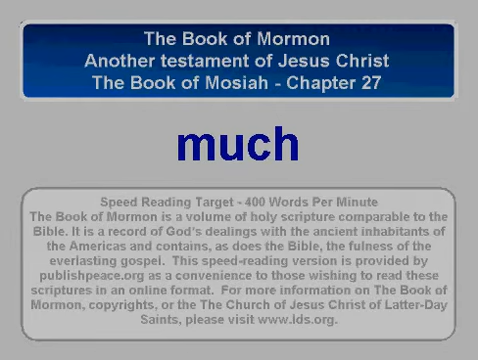 The Book of Mormon
Another testament of Jesus Christ
The Book of Mosiah - Chapter 27
much
Speed Reading Target - 400 Words Per Minute
The Book of Mormon is a volume of holy scripture comparable to the
Bible. It is a record of God's dealings with the ancient inhabitants of
the Americas and contains, as does the Bible, the fulness of the
everlasting gospel.  This speed-reading version is provided by
publishpeace.org as a convenience to those wishing to read these
scriptures in an online format.  For more information on The Book of
Mormon, copyrights, or the The Church of Jesus Christ of Latter-Day
Saints, please visit www.lds.org.